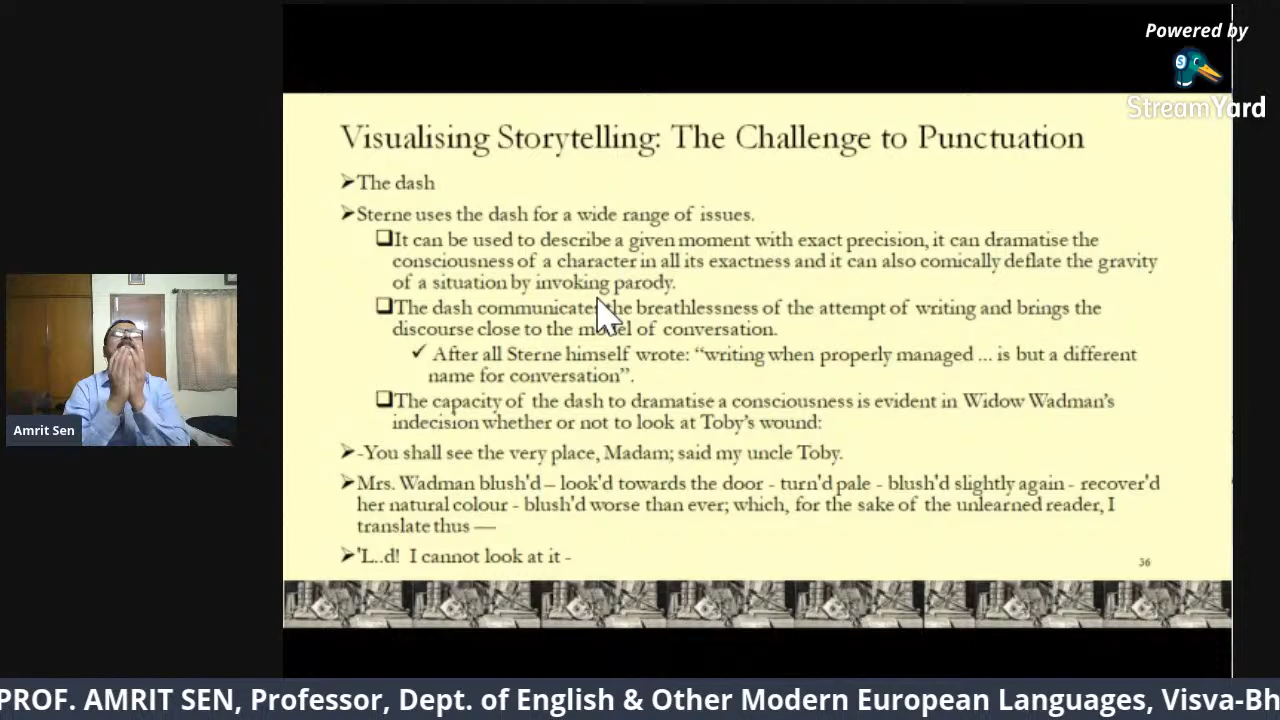 Powered by
StreamYard
Visualising Storytelling: The Challenge to Punctuation
➤The dash
➤Sterne uses the dash for a wide range of issues.
❑It can be used to describe a given moment with exact precision, it can dramatise the
consciousness of a character in all its exactness and it can also comically deflate the gravity
of a situation by invoking parody.
❑The dash communicates the breathlessness of the attempt of writing and brings the
discourse close to the model of conversation.
✓ After all Sterne himself wrote: “writing when properly managed ... is but a different
name for conversation”.
❑The capacity of the dash to dramatise a consciousness is evident in Widow Wadman's
indecision whether or not to look at Toby's wound:
➤-You shall see the very place, Madam; said my uncle Toby.
➤Mrs. Wadman blush'd – look'd towards the door - turn'd pale - blush'd slightly again - recover'd
her natural colour - blush'd worse than ever; which, for the sake of the unlearned reader, I
translate thus —
➤'L..d! I cannot look at it -
36
Amrit Sen
PROF. AMRIT SEN, Professor, Dept. of English & Other Modern European Languages, Visva-Bh